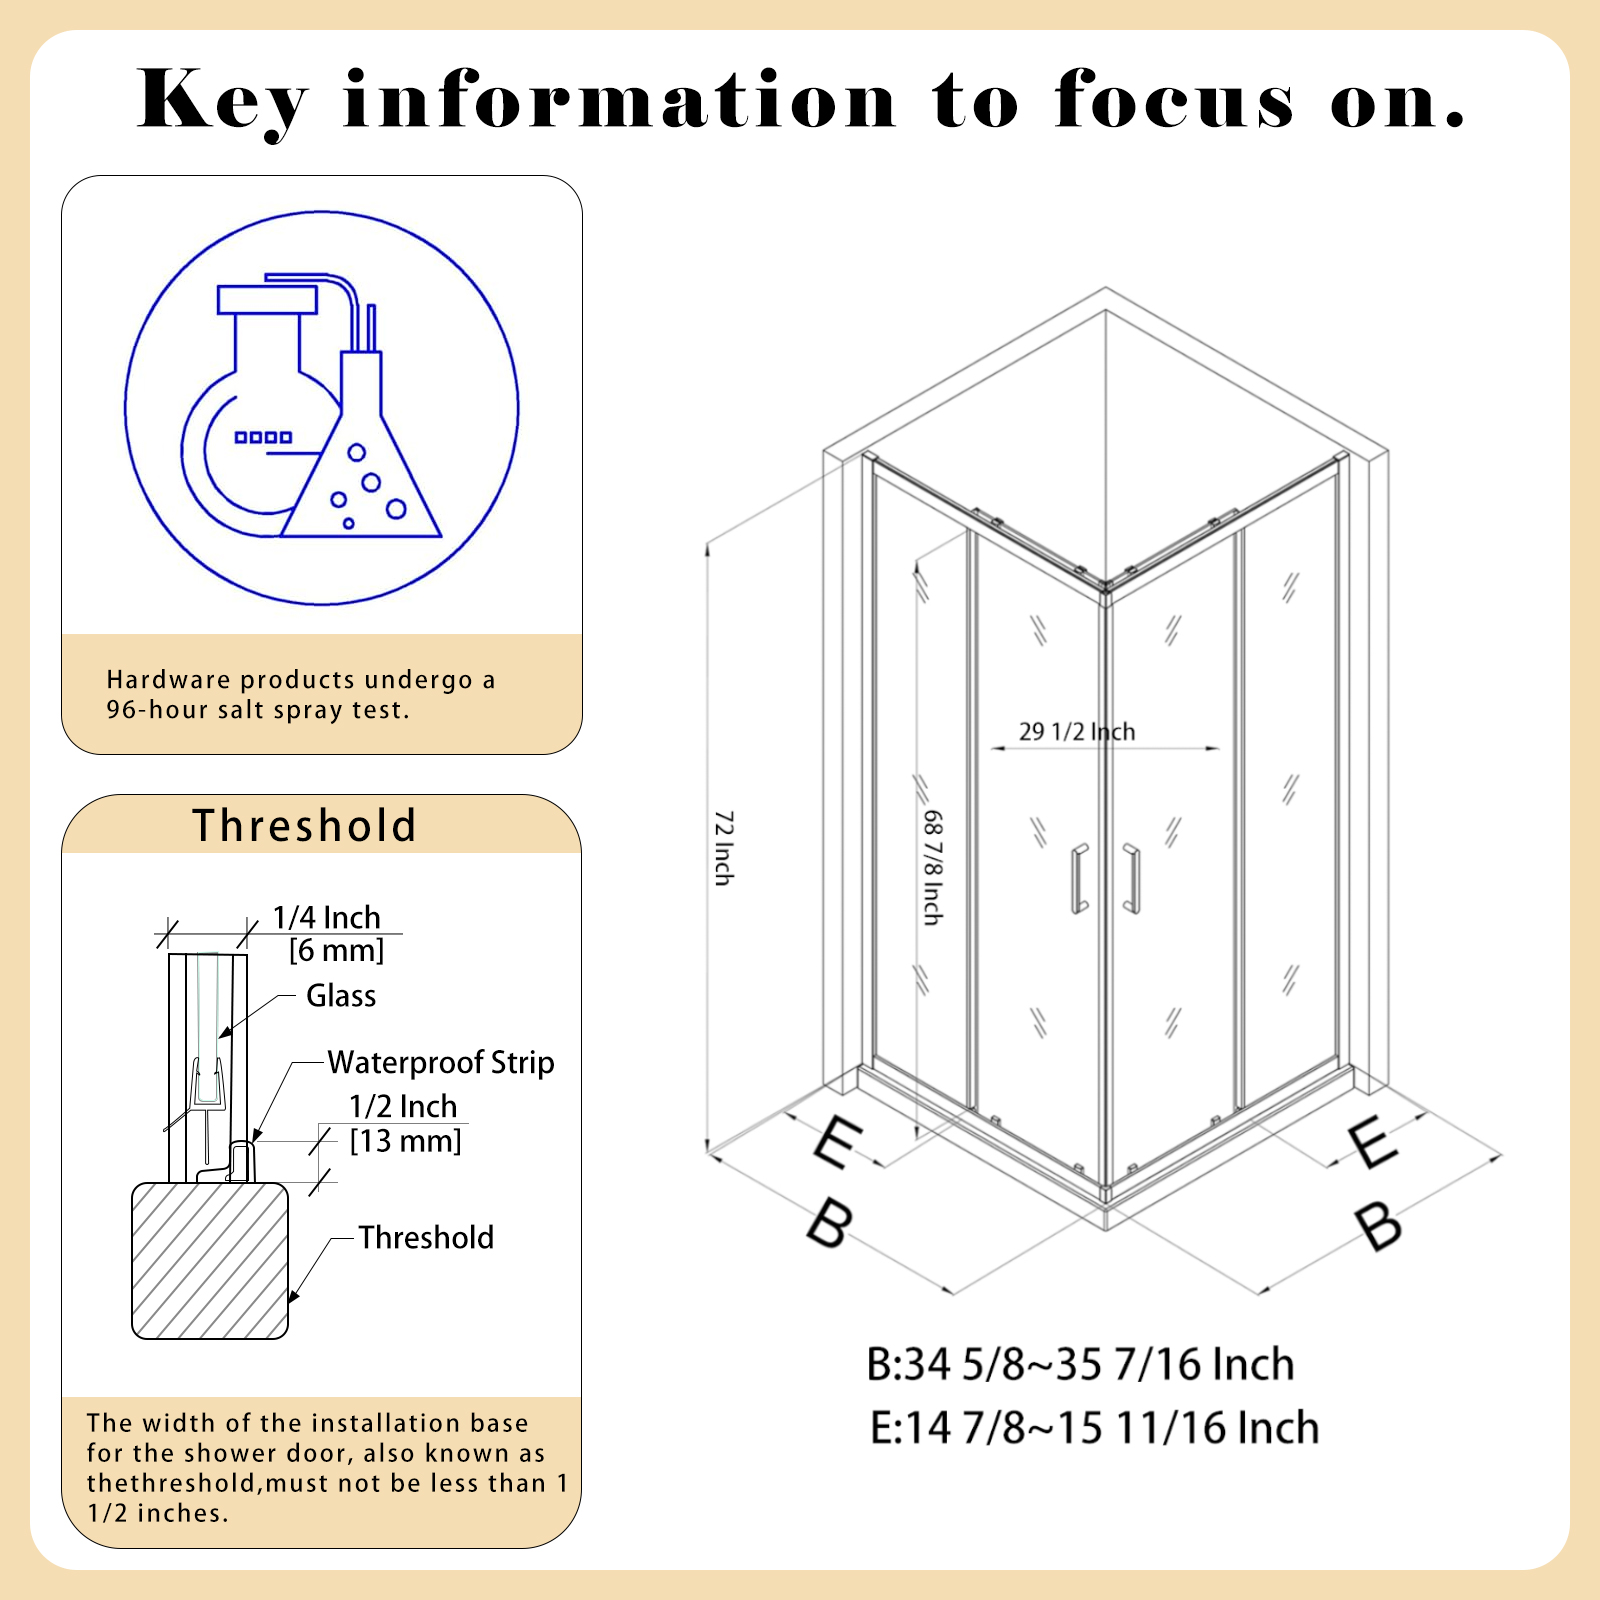 Key information to focus on.
Hardware products undergo a
96-hour salt spray test.
Threshold
1/4 Inch
[6 mm]
Glass
Waterproof Strip
1/2 Inch
[13 mm]
Threshold
The width of the installation base
for the shower door, also known as
thethreshold,must not be less than 1
1/2 inches.
29 1/2 Inch
72 Inch
68 7/8 Inch
E
E
B
B
B:34 5/8~35 7/16 Inch
E:14 7/8~15 11/16 Inch